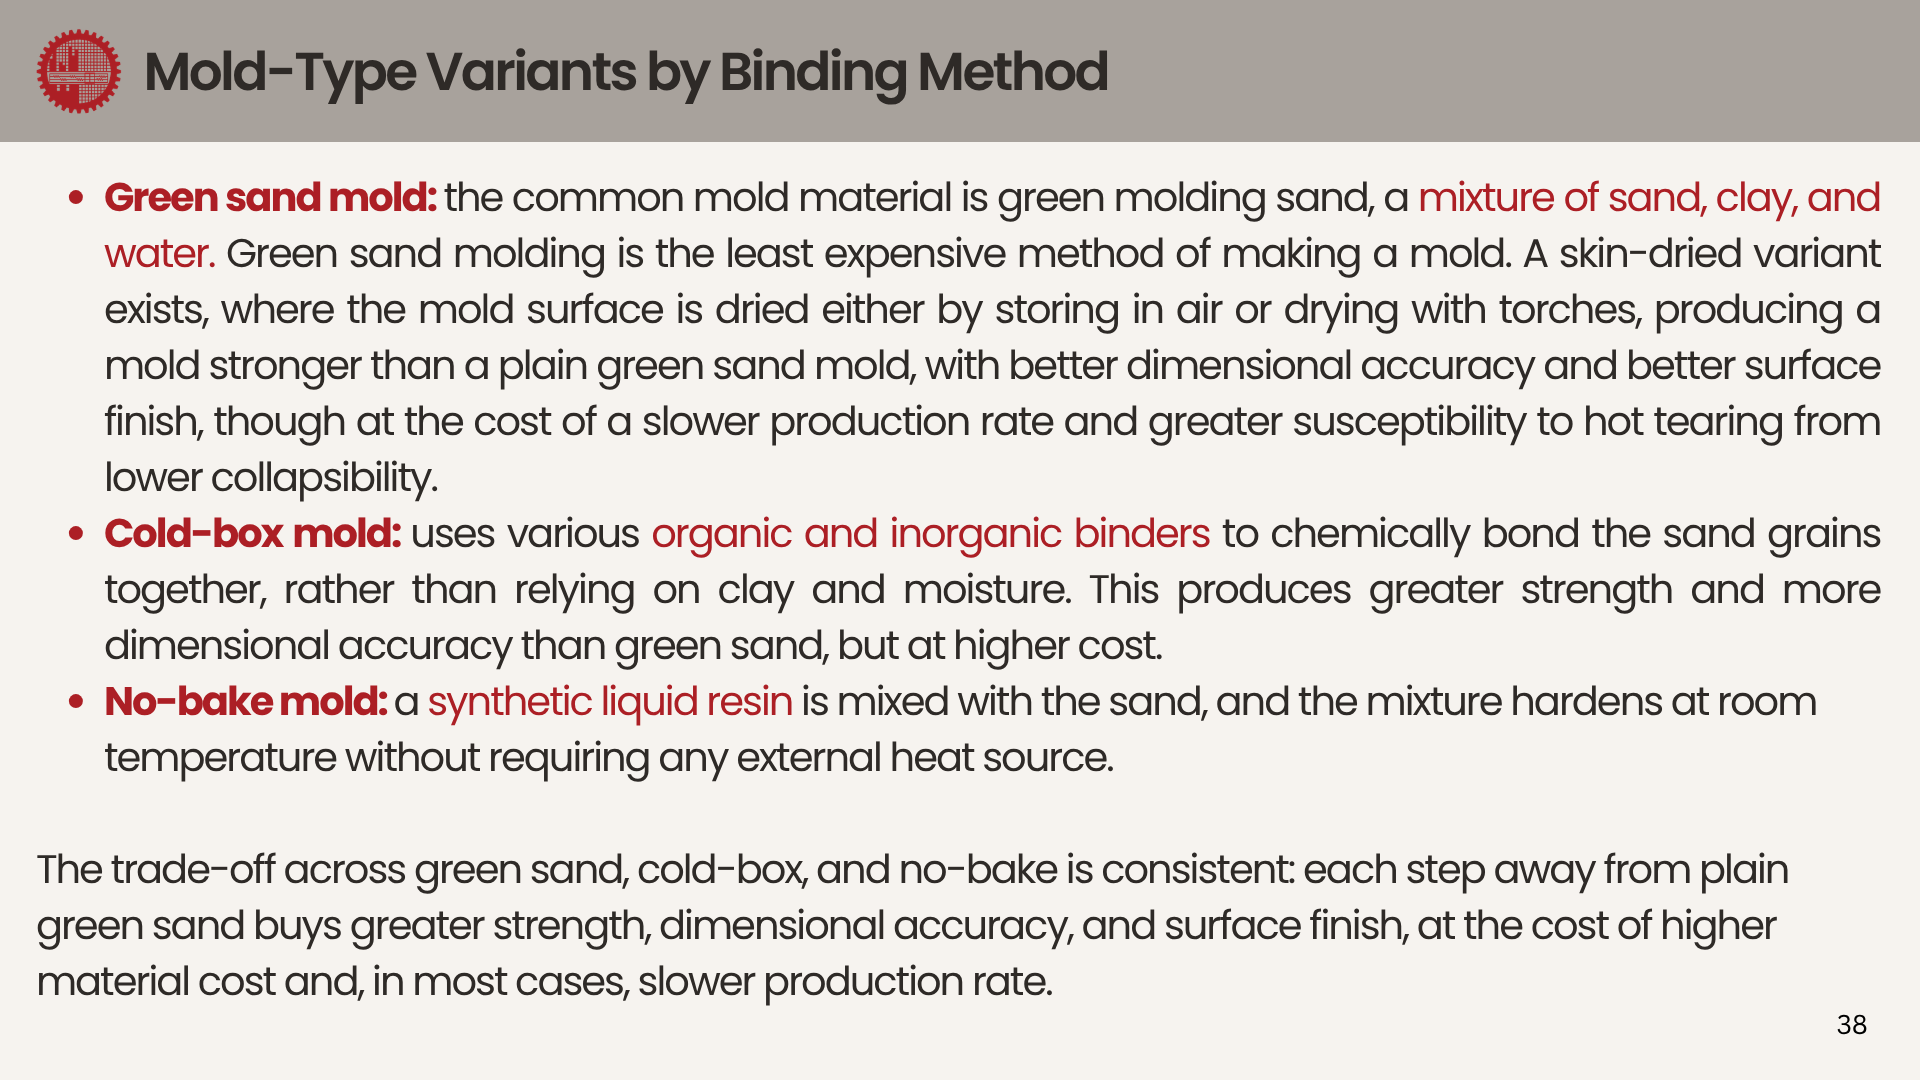 Mold-Type Variants by Binding Method
• Green sand mold: the common mold material is green molding sand, a mixture of sand, clay, and
water. Green sand molding is the least expensive method of making a mold. A skin-dried variant
exists, where the mold surface is dried either by storing in air or drying with torches, producing a
mold stronger than a plain green sand mold, with better dimensional accuracy and better surface
finish, though at the cost of a slower production rate and greater susceptibility to hot tearing from
lower collapsibility.
• Cold-box mold: uses various organic and inorganic binders to chemically bond the sand grains
together, rather than relying on clay and moisture. This produces greater strength and more
dimensional accuracy than green sand, but at higher cost.
• No-bake mold: a synthetic liquid resin is mixed with the sand, and the mixture hardens at room
temperature without requiring any external heat source.
The trade-off across green sand, cold-box, and no-bake is consistent: each step away from plain
green sand buys greater strength, dimensional accuracy, and surface finish, at the cost of higher
material cost and, in most cases, slower production rate.
38